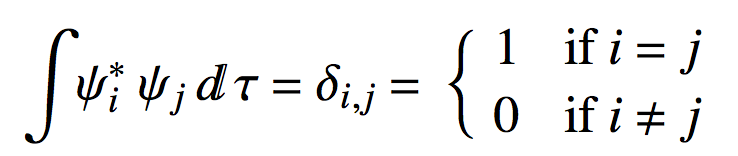 ∫ψ*ᵢ ψⱼ ⅆτ = δᵢ,ⱼ = { 1 if i = j
0 if i ≠ j